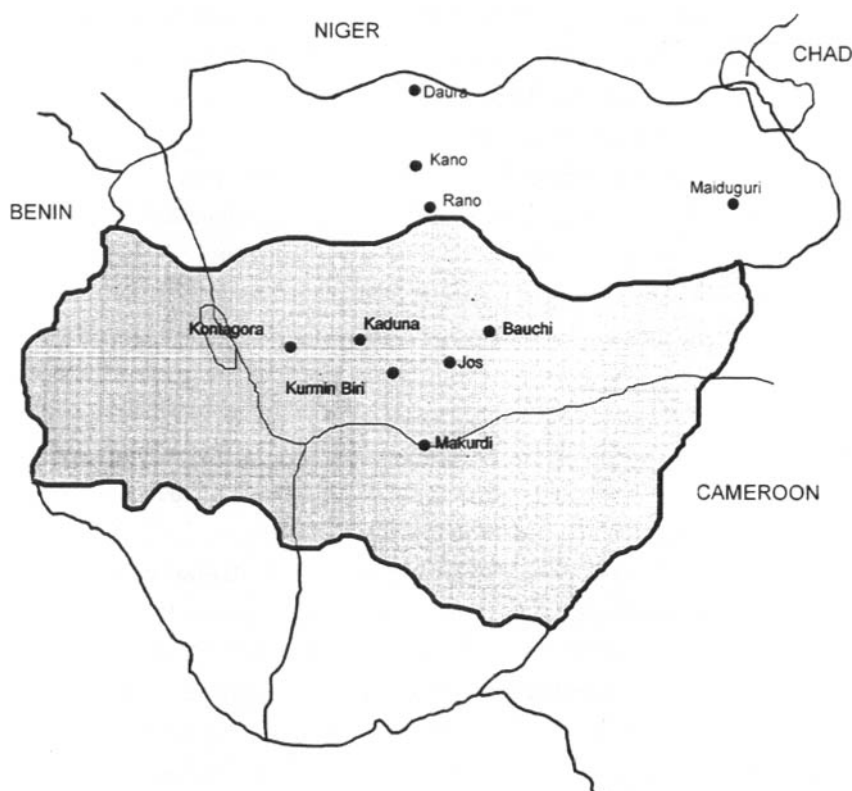 NIGER
CHAD
Daura
Kano
Rano
Maiduguri
BENIN
Kontagora
Kaduna
Bauchi
Jos
Kurmin Biri
Makurdi
CAMEROON